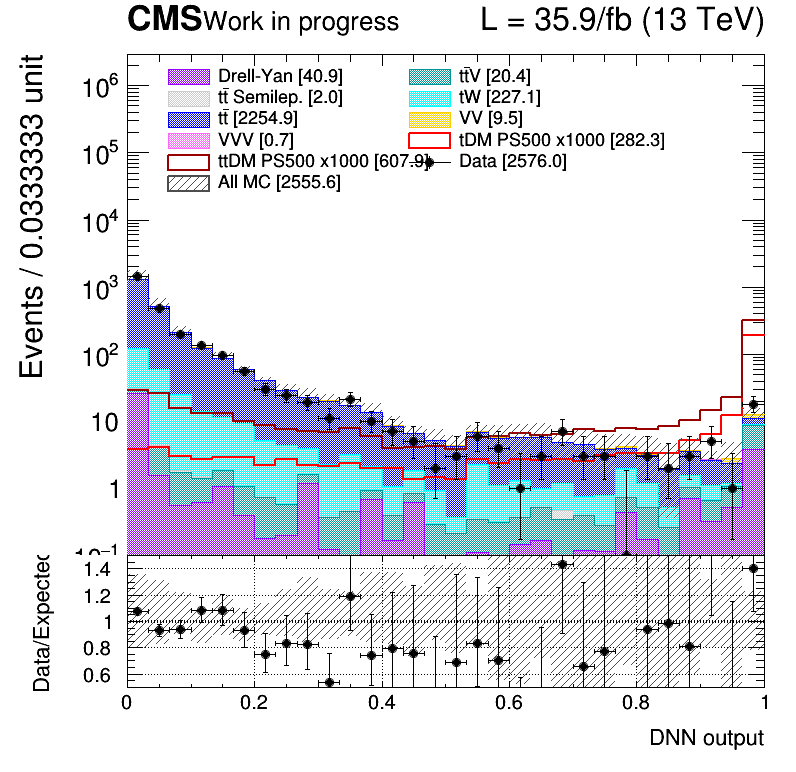 CMS Work in progress L = 35.9/fb (13 TeV)
Events / 0.0333333 unit
Drell-Yan [40.9] tt̄V [20.4]
tt̄ Semilep. [2.0] tW [227.1]
tt̄ [2254.9] VV [9.5]
VVV [0.7] tDM PS500 x1000 [282.3]
ttDM PS500 x1000 [607.9] Data [2576.0]
All MC [2555.6]
10⁶
10⁵
10⁴
10³
10²
10
1
10⁻¹
Data/Expected
1.4
1.2
1
0.8
0.6
0 0.2 0.4 0.6 0.8 1
DNN output